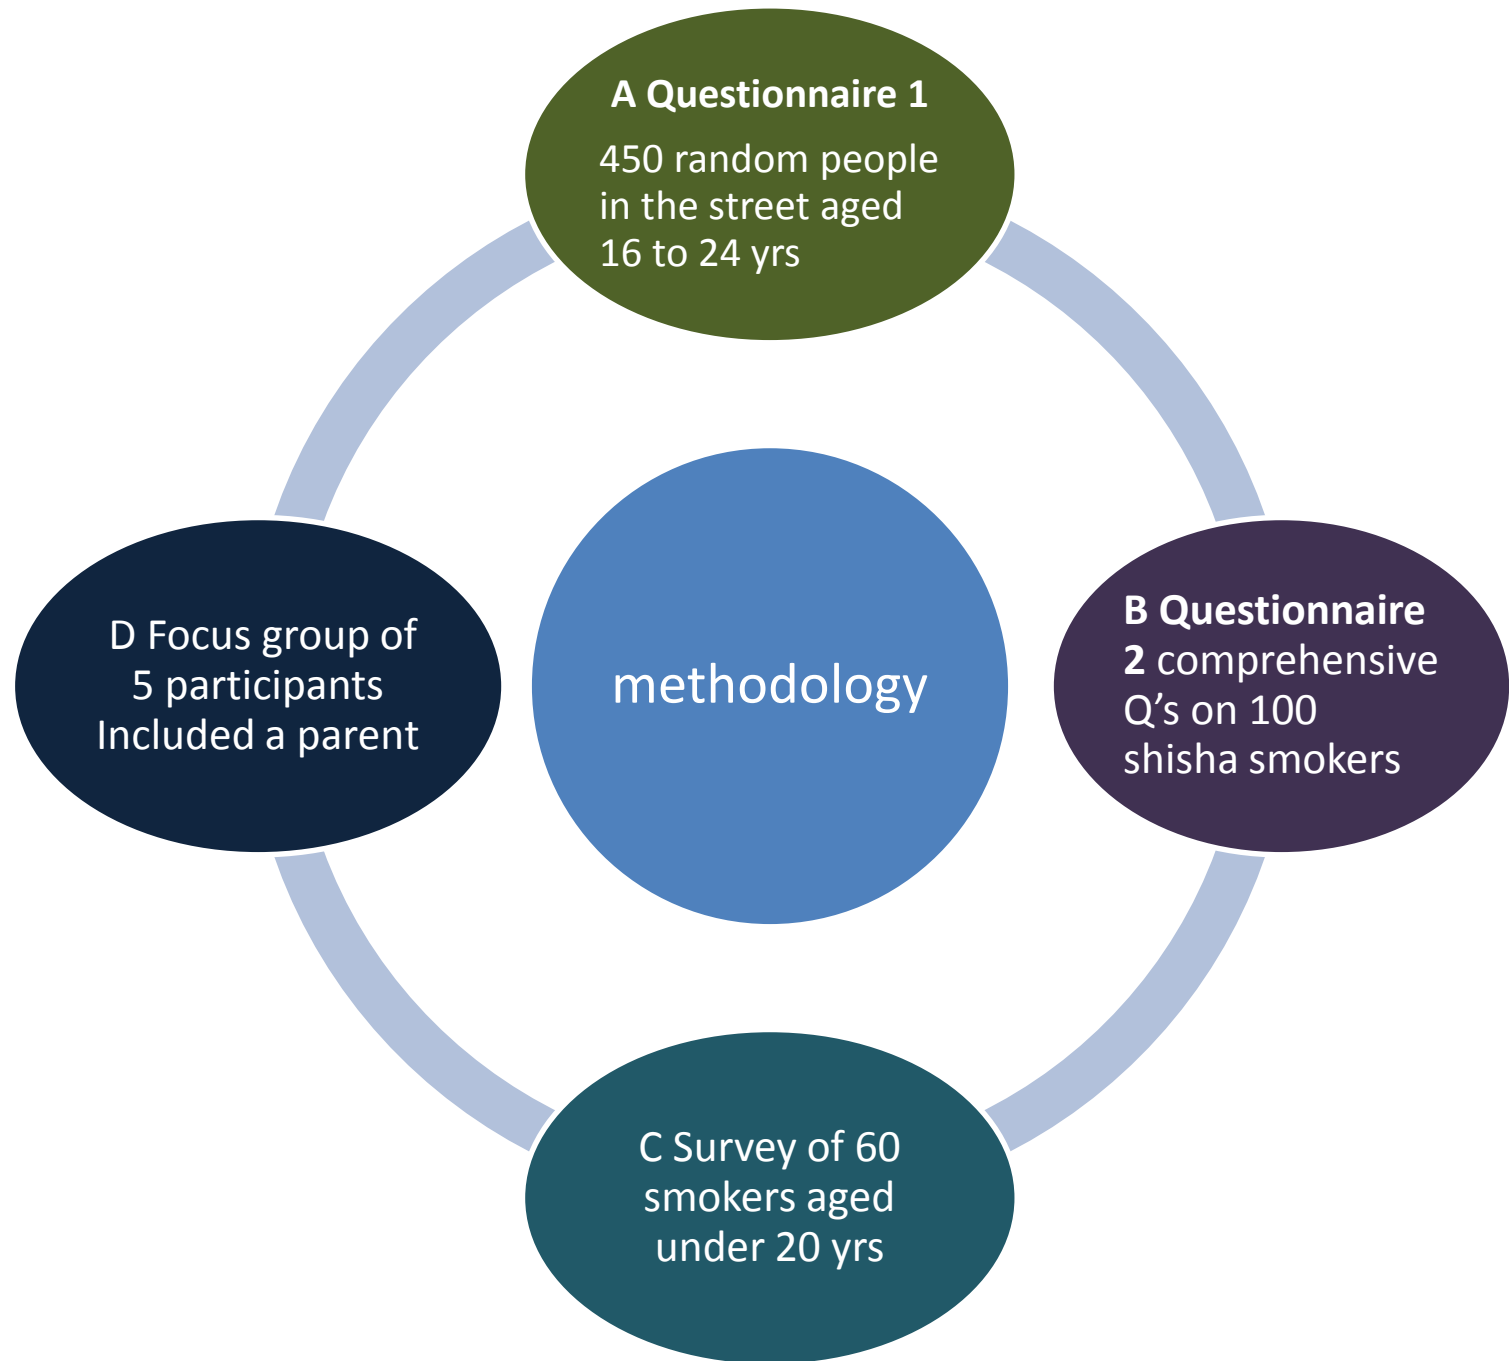 A Questionnaire 1
450 random people
in the street aged
16 to 24 yrs
B Questionnaire
2 comprehensive
Q’s on 100
shisha smokers
C Survey of 60
smokers aged
under 20 yrs
D Focus group of
5 participants
Included a parent
methodology